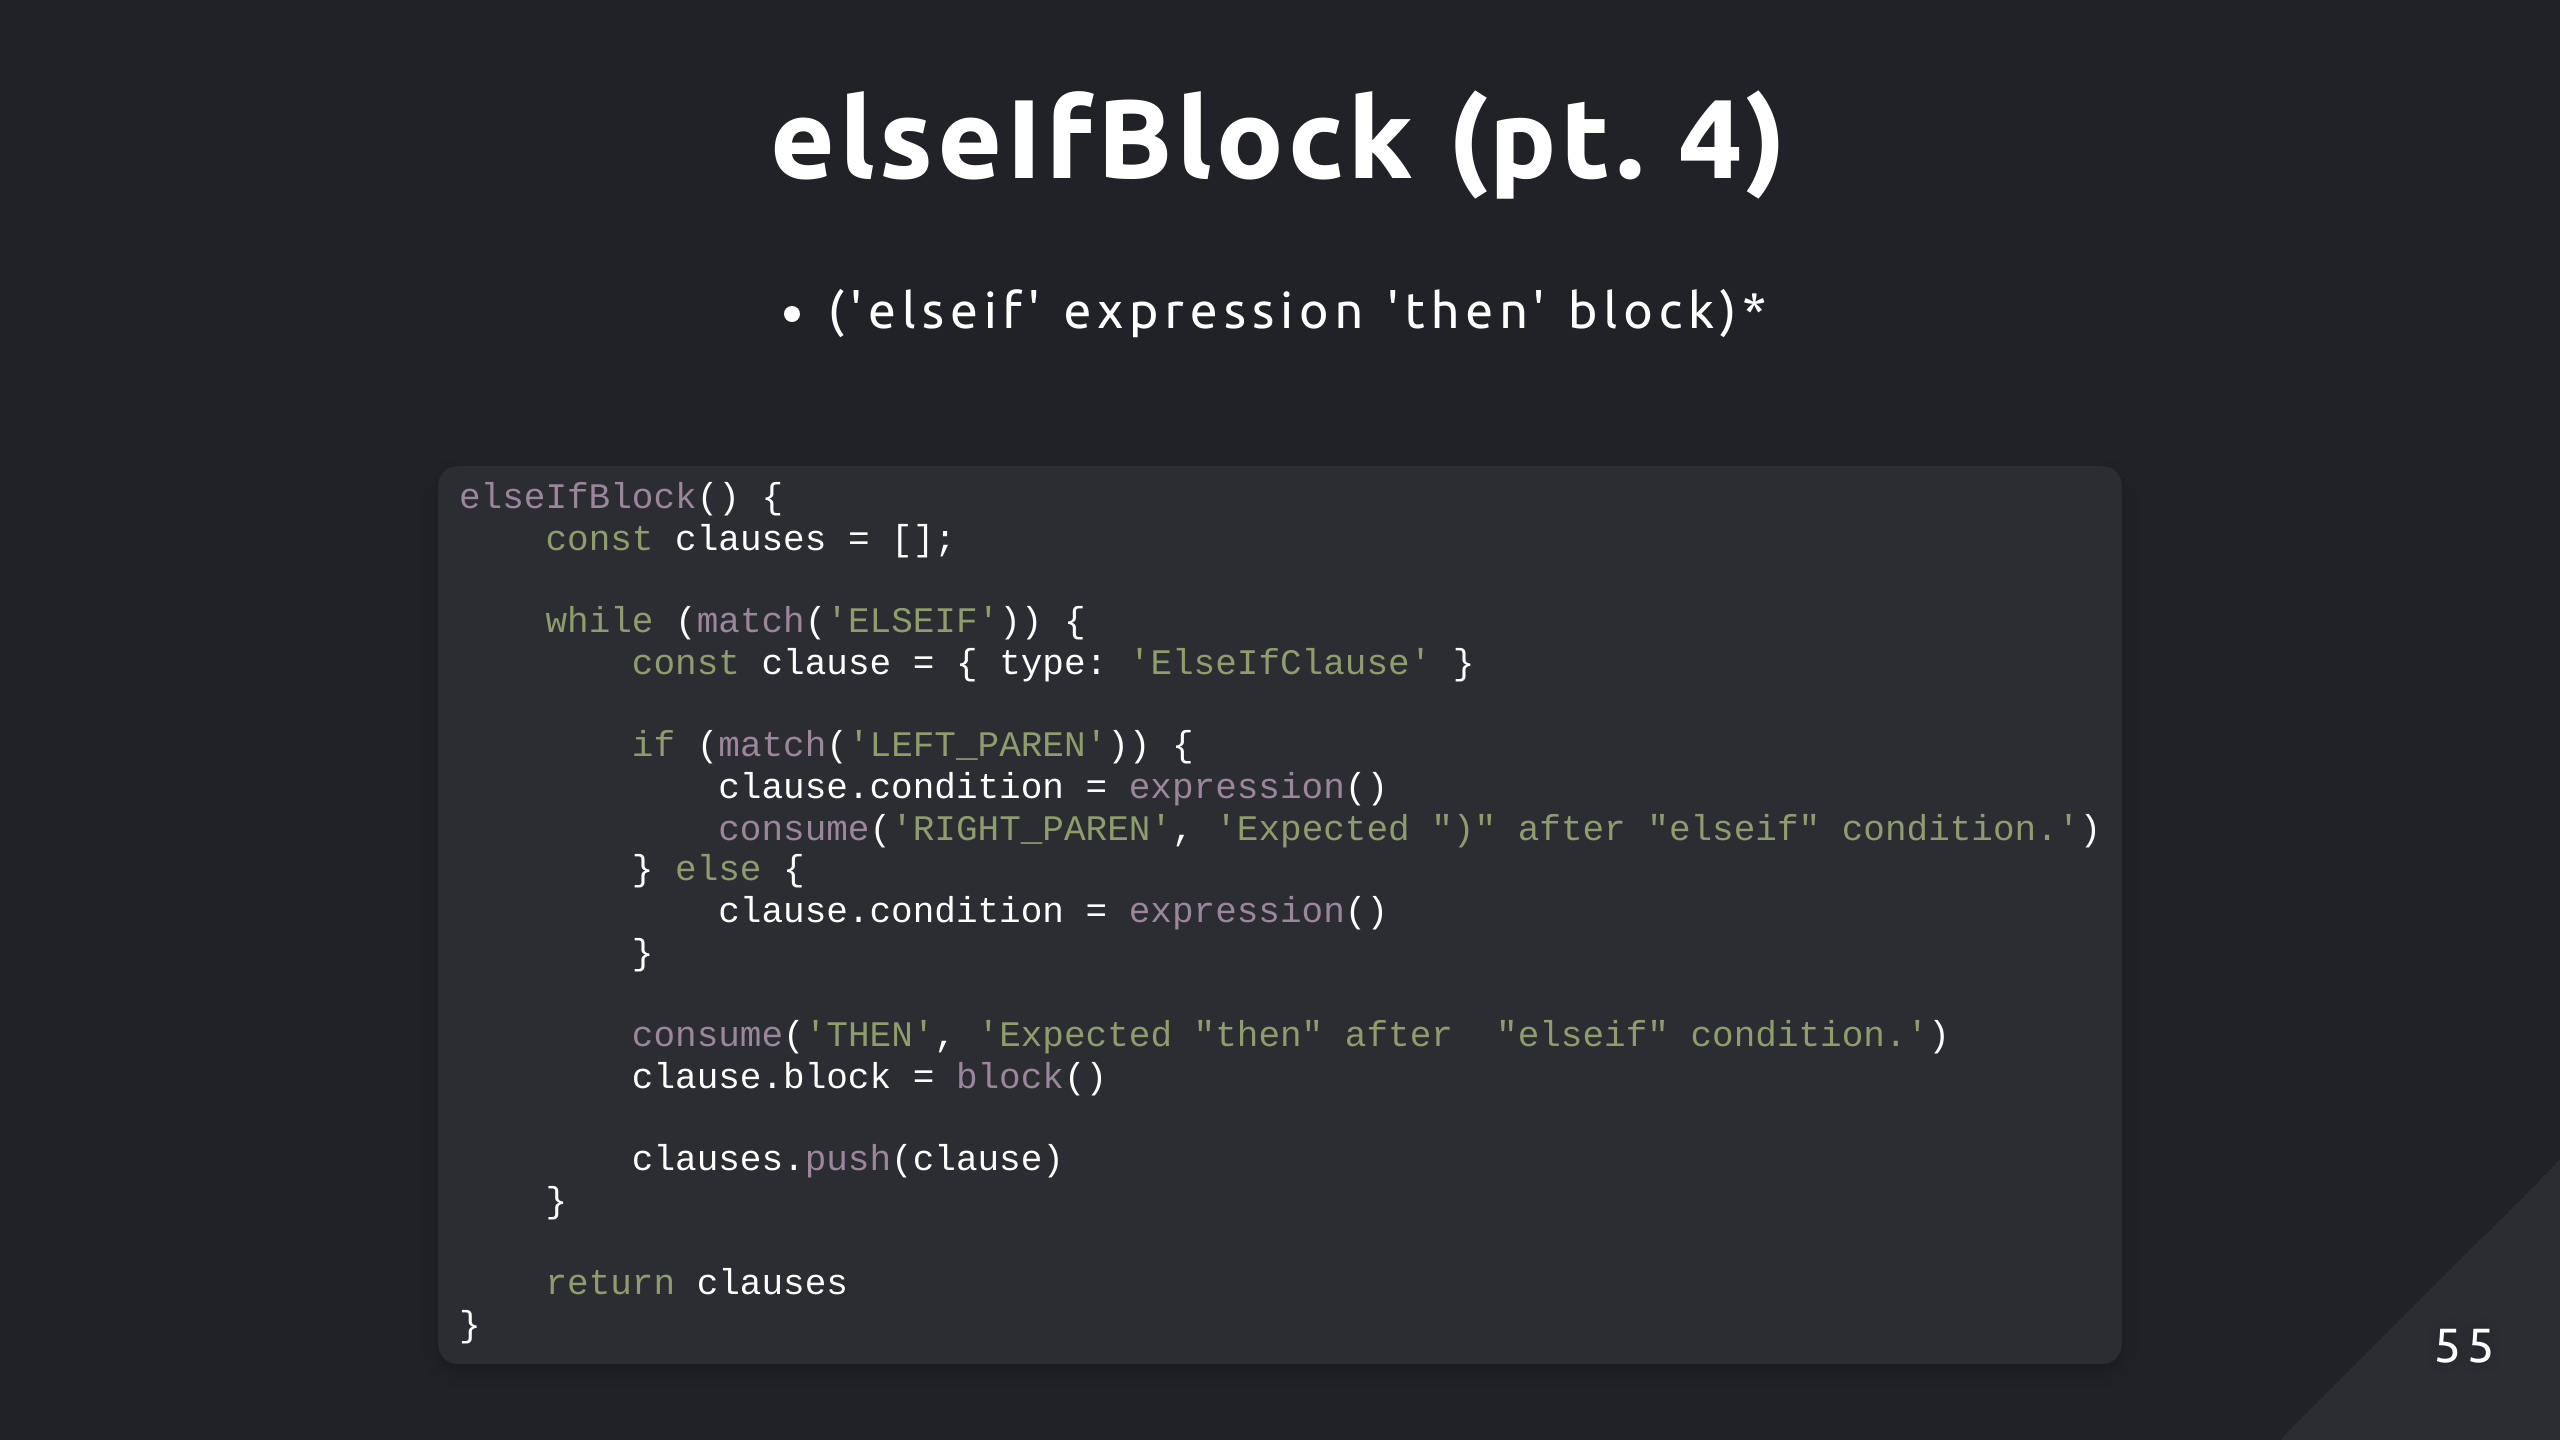 elseIfBlock (pt. 4)
• ('elseif' expression 'then' block)*
elseIfBlock() {
    const clauses = [];

    while (match('ELSEIF')) {
        const clause = { type: 'ElseIfClause' }

        if (match('LEFT_PAREN')) {
            clause.condition = expression()
            consume('RIGHT_PAREN', 'Expected ")" after "elseif" condition.')
        } else {
            clause.condition = expression()
        }

        consume('THEN', 'Expected "then" after  "elseif" condition.')
        clause.block = block()

        clauses.push(clause)
    }

    return clauses
}
55